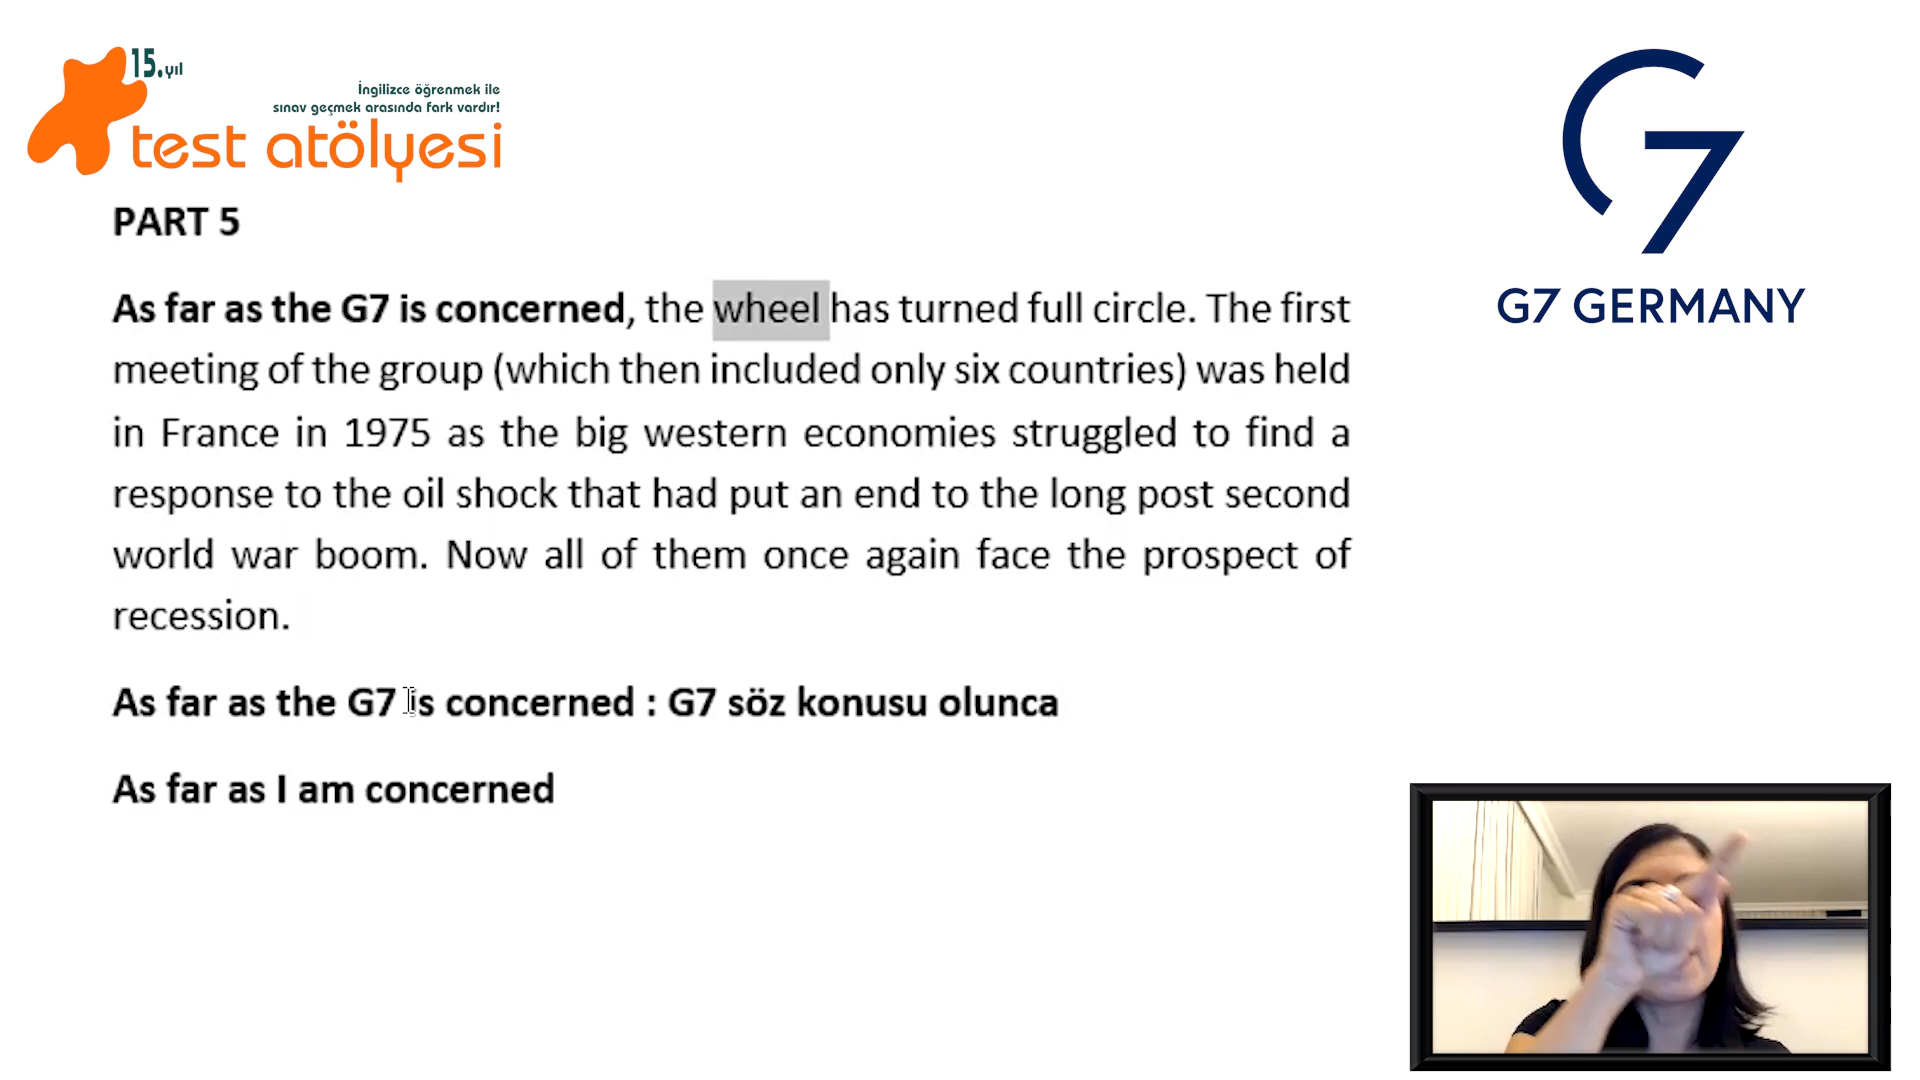 15.yıl
İngilizce öğrenmek ile
sınav geçmek arasında fark vardır!
test atölyesi
G7 GERMANY
PART 5
As far as the G7 is concerned, the wheel has turned full circle. The first
meeting of the group (which then included only six countries) was held
in France in 1975 as the big western economies struggled to find a
response to the oil shock that had put an end to the long post second
world war boom. Now all of them once again face the prospect of
recession.
As far as the G7 is concerned : G7 söz konusu olunca
As far as I am concerned